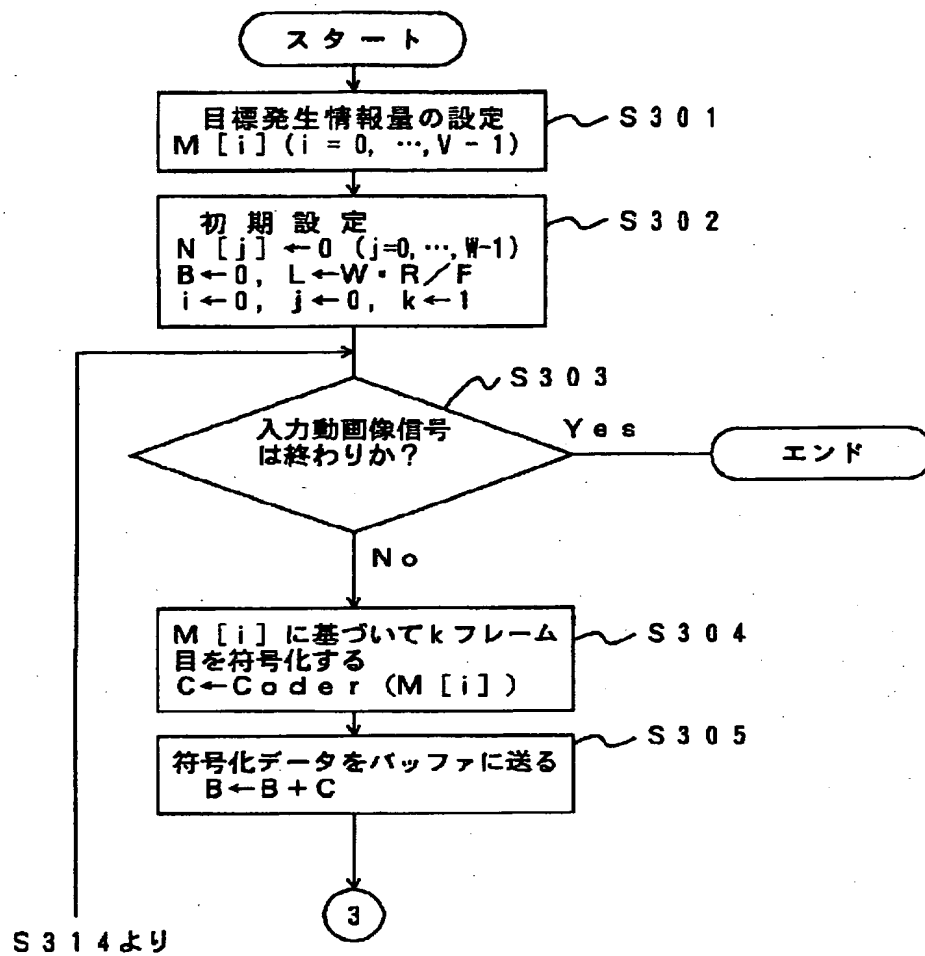 スタート
目標発生情報量の設定
M[i](i=0,…,V-1)
S301
初期設定
N[j]←0 (j=0,…,W-1)
B←0, L←W・R/F
i←0, j←0, k←1
S302
S303
入力動画像信号
は終わりか?
Yes
エンド
No
M[i]に基づいてkフレーム
目を符号化する
C←Coder(M[i])
S304
符号化データをバッファに送る
B←B+C
S305
3
S314より